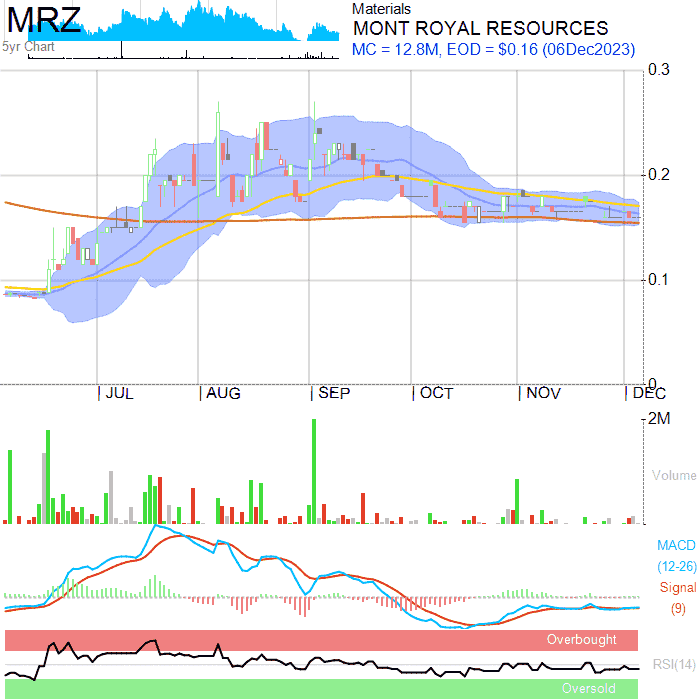 MRZ
5yr Chart
Materials
MONT ROYAL RESOURCES
MC = 12.8M, EOD = $0.16 (06Dec2023)
0.3
0.2
0.1
0
JUL
AUG
SEP
OCT
NOV
DEC
2M
Volume
MACD
(12-26)
Signal
(9)
Overbought
RSI(14)
Oversold